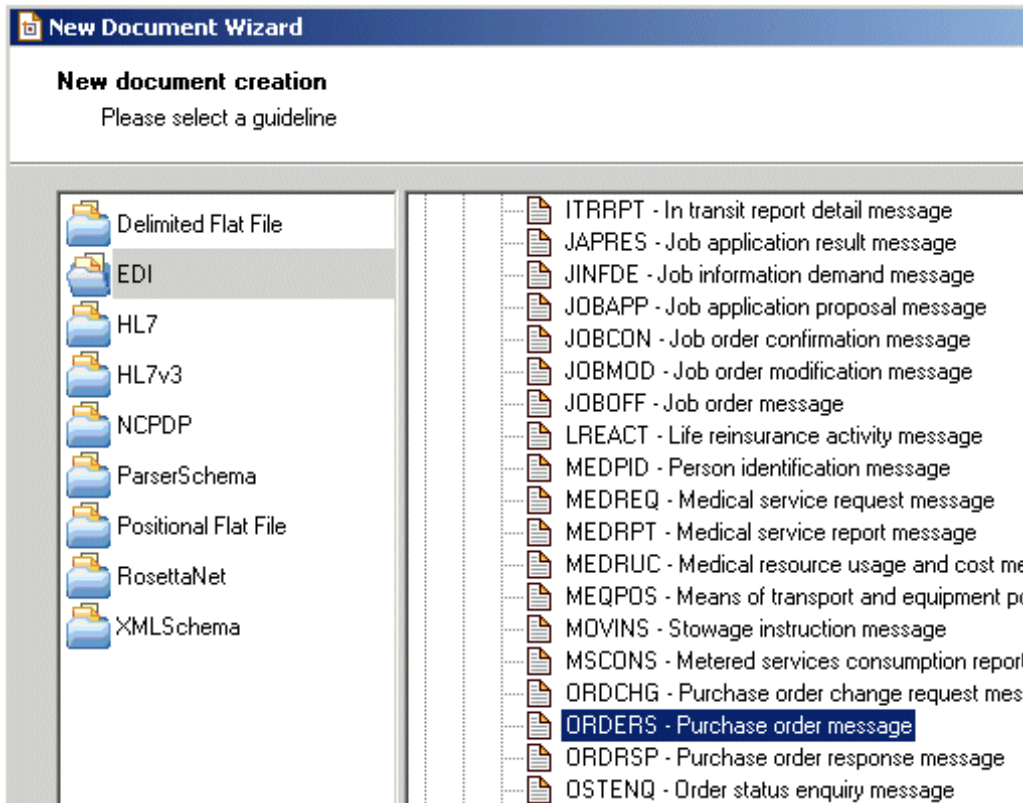 New Document Wizard
New document creation
Please select a guideline
Delimited Flat File
EDI
HL7
HL7v3
NCPDP
ParserSchema
Positional Flat File
RosettaNet
XMLSchema
ITRRPT - In transit report detail message
JAPRES - Job application result message
JINFDE - Job information demand message
JOBAPP - Job application proposal message
JOBCON - Job order confirmation message
JOBMOD - Job order modification message
JOBOFF - Job order message
LREACT - Life reinsurance activity message
MEDPID - Person identification message
MEDREQ - Medical service request message
MEDRPT - Medical service report message
MEDRUC - Medical resource usage and cost me
MEQPOS - Means of transport and equipment po
MOVINS - Stowage instruction message
MSCONS - Metered services consumption report
ORDCHG - Purchase order change request mes
ORDERS - Purchase order message
ORDRSP - Purchase order response message
OSTENQ - Order status enquiry message